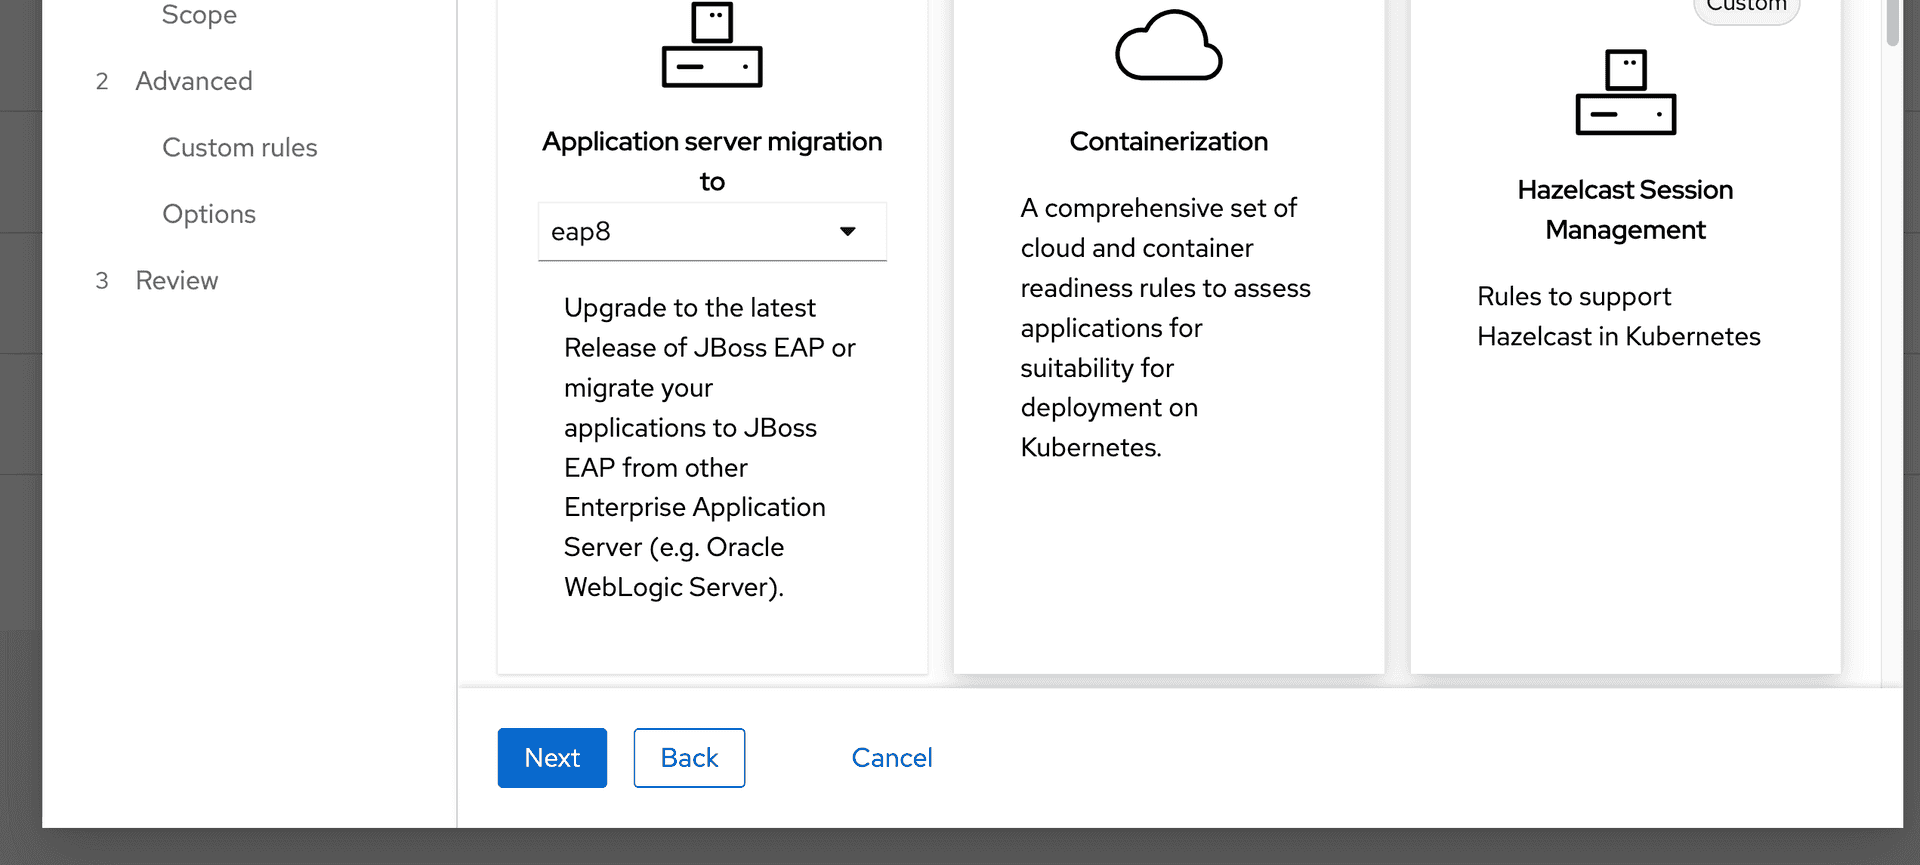 Scope
2 Advanced
Custom rules
Options
3 Review
Application server migration
to
eap8
Upgrade to the latest
Release of JBoss EAP or
migrate your
applications to JBoss
EAP from other
Enterprise Application
Server (e.g. Oracle
WebLogic Server).
Containerization
A comprehensive set of
cloud and container
readiness rules to assess
applications for
suitability for
deployment on
Kubernetes.
Custom
Hazelcast Session
Management
Rules to support
Hazelcast in Kubernetes
Next
Back
Cancel